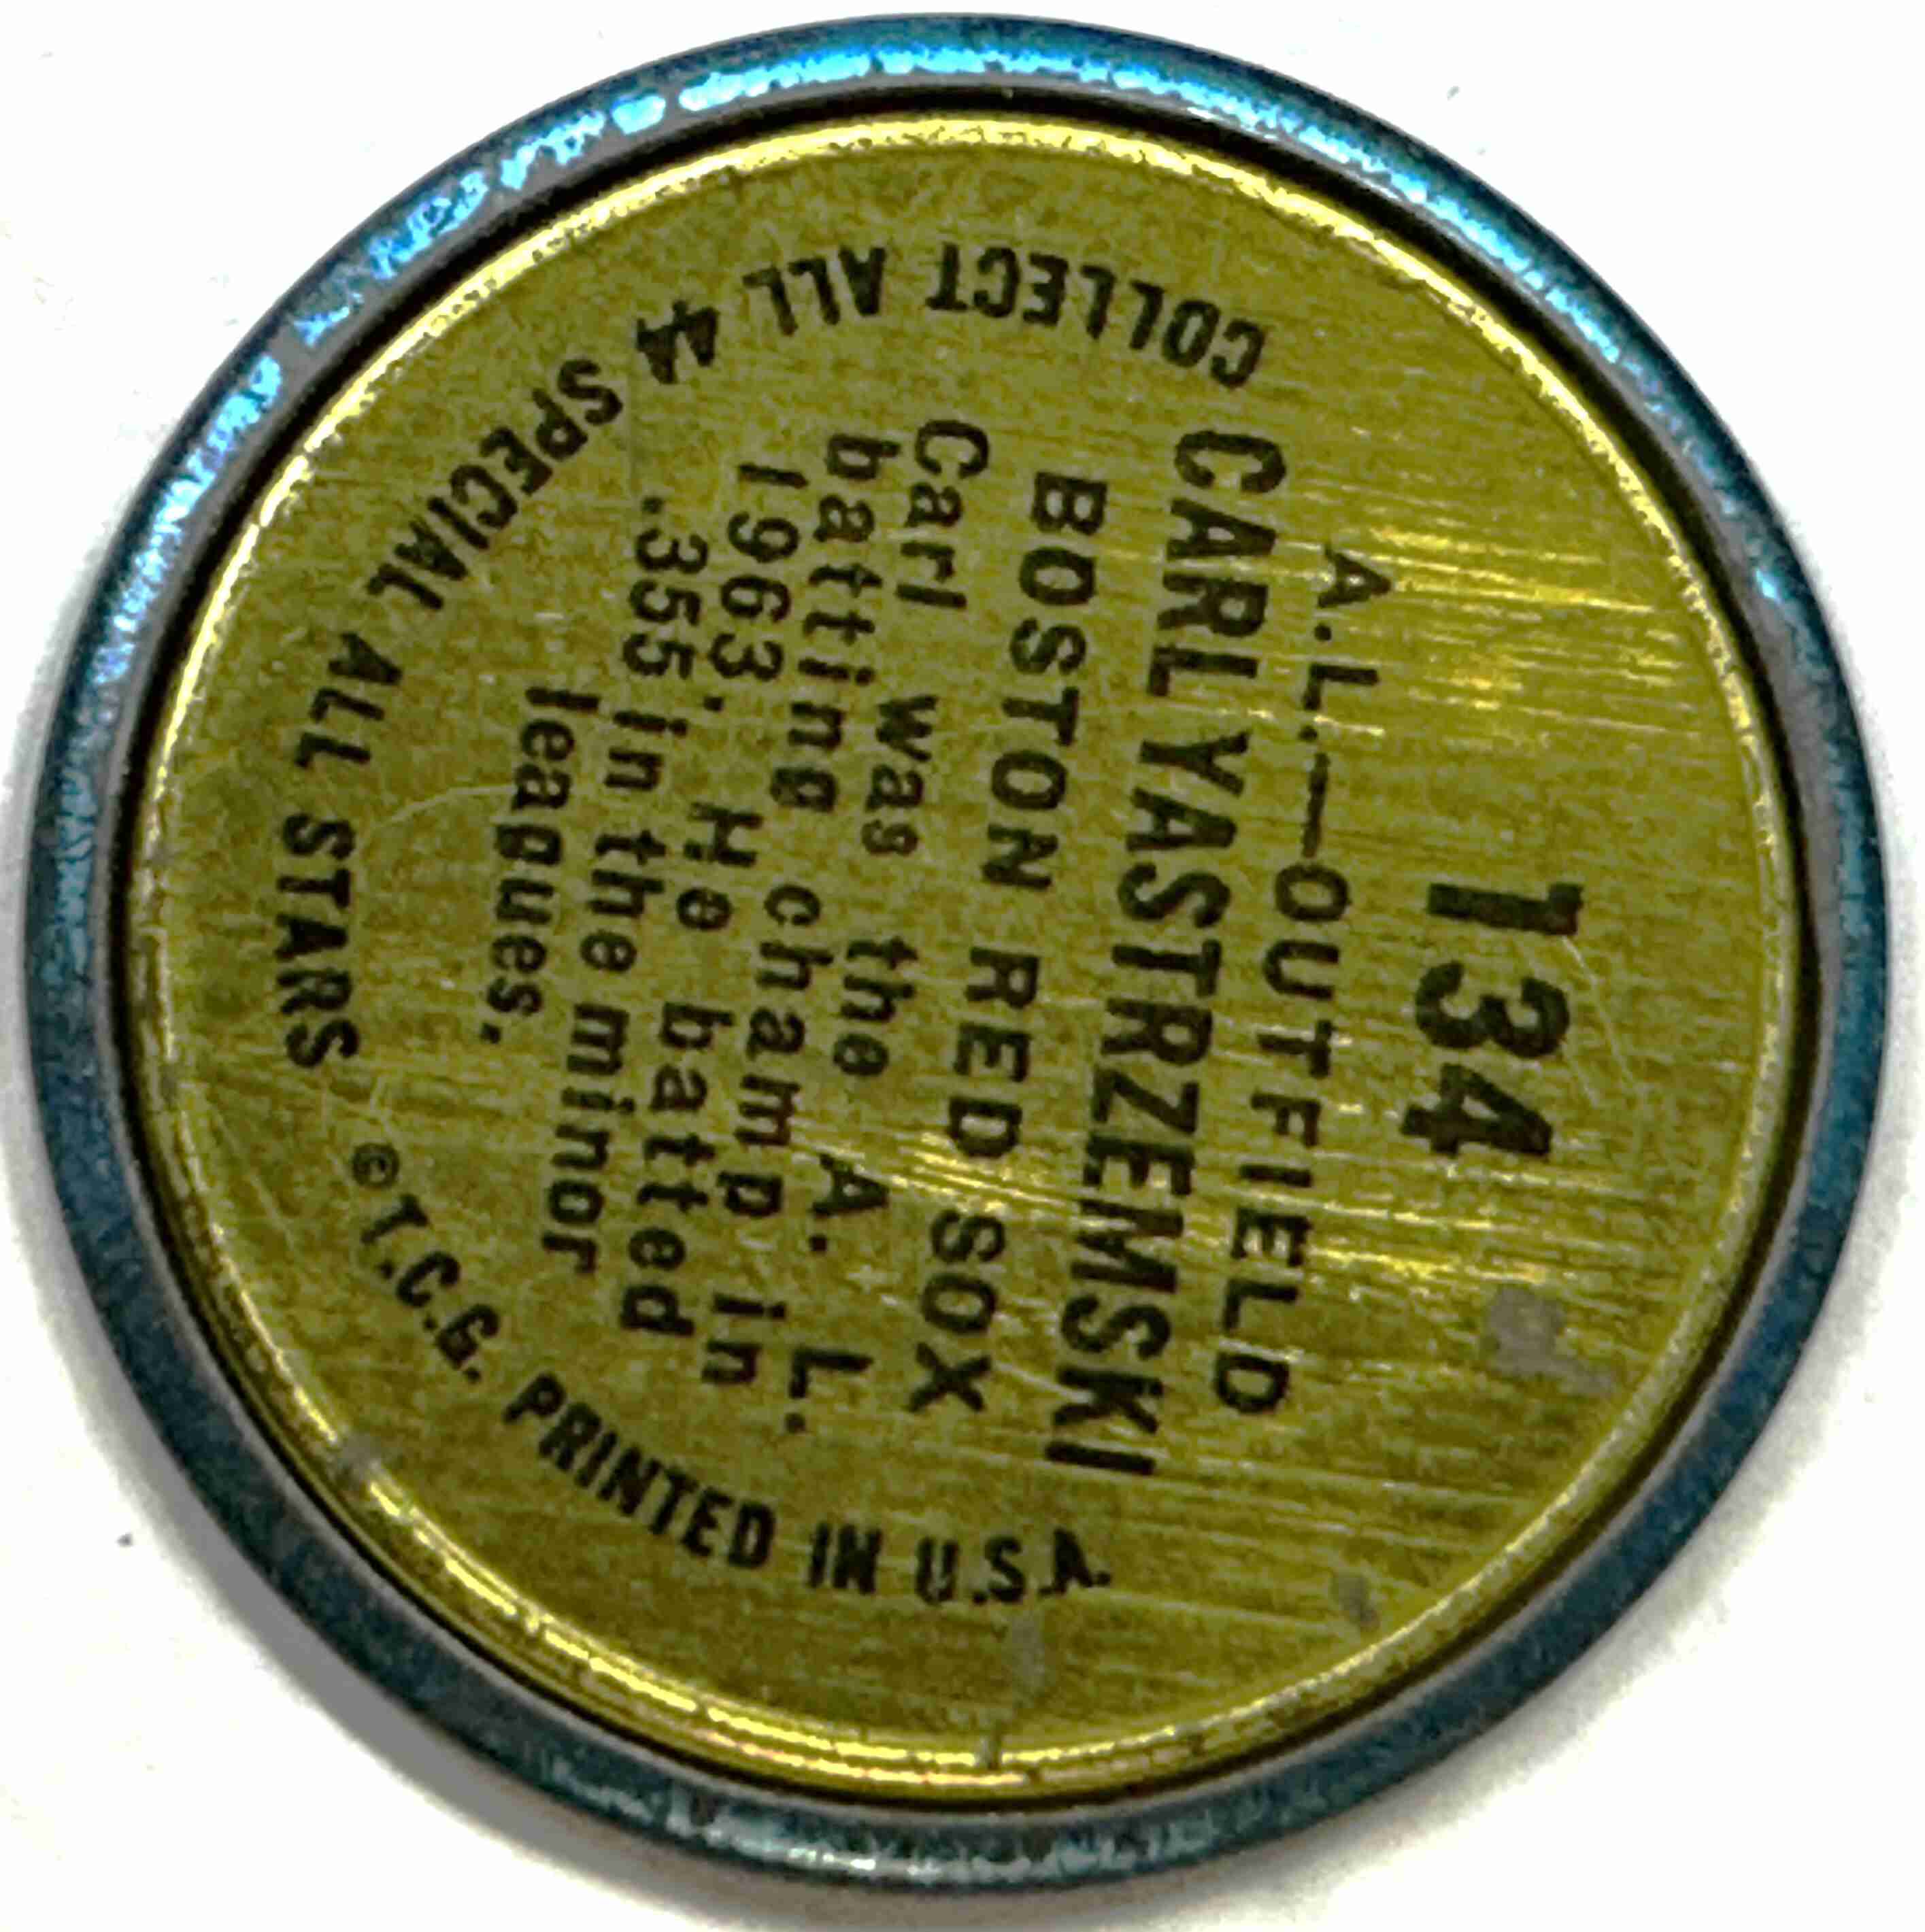 134
A.L.—OUTFIELD
CARL YASTRZEMSKI
BOSTON RED SOX
Carl was the A. L.
batting champ in
1963. He batted
.355 in the minor
leagues.
COLLECT ALL 44 SPECIAL ALL STARS ©T.C.G. PRINTED IN U.S.A.